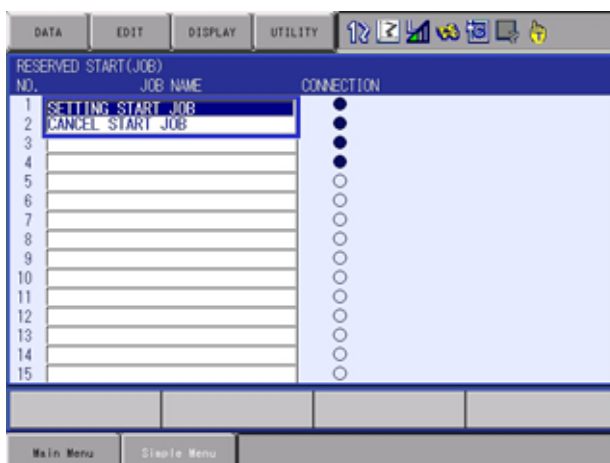 DATA EDIT DISPLAY UTILITY
RESERVED START(JOB)
NO. JOB NAME CONNECTION
1 SETTING START JOB
2 CANCEL START JOB
3
4
5
6
7
8
9
10
11
12
13
14
15
Main Menu Simple Menu